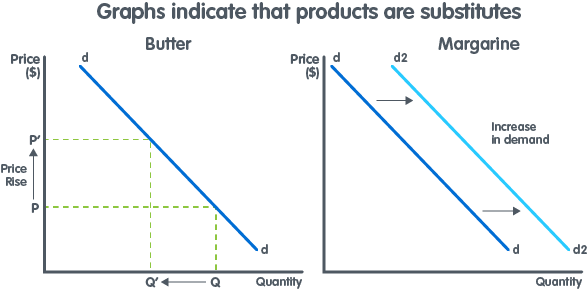 Graphs indicate that products are substitutes
Butter
Price
($)
d
P'
Price
Rise
P
d
Q'
Q
Quantity
Margarine
Price
($)
d
d2
Increase
in demand
d
d2
Quantity